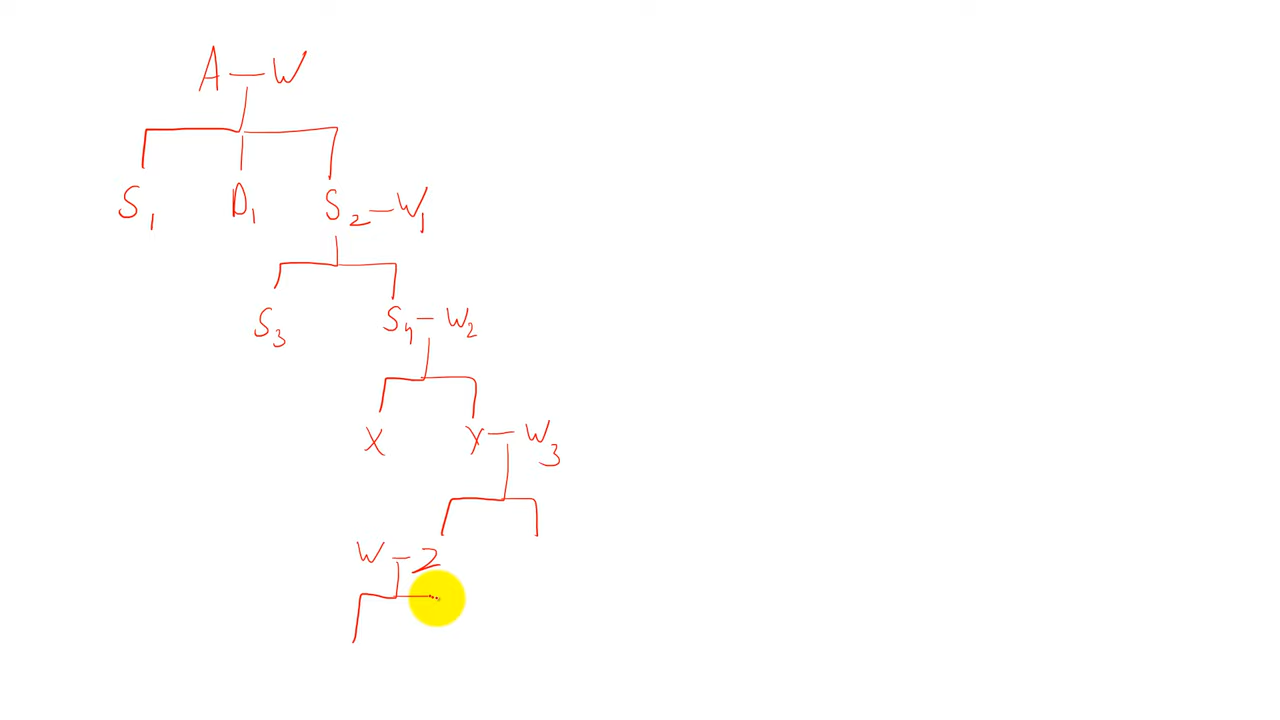 A — W
S1 D1 S2 — W1
S3 S4 — W2
X Y — W3
W — Z